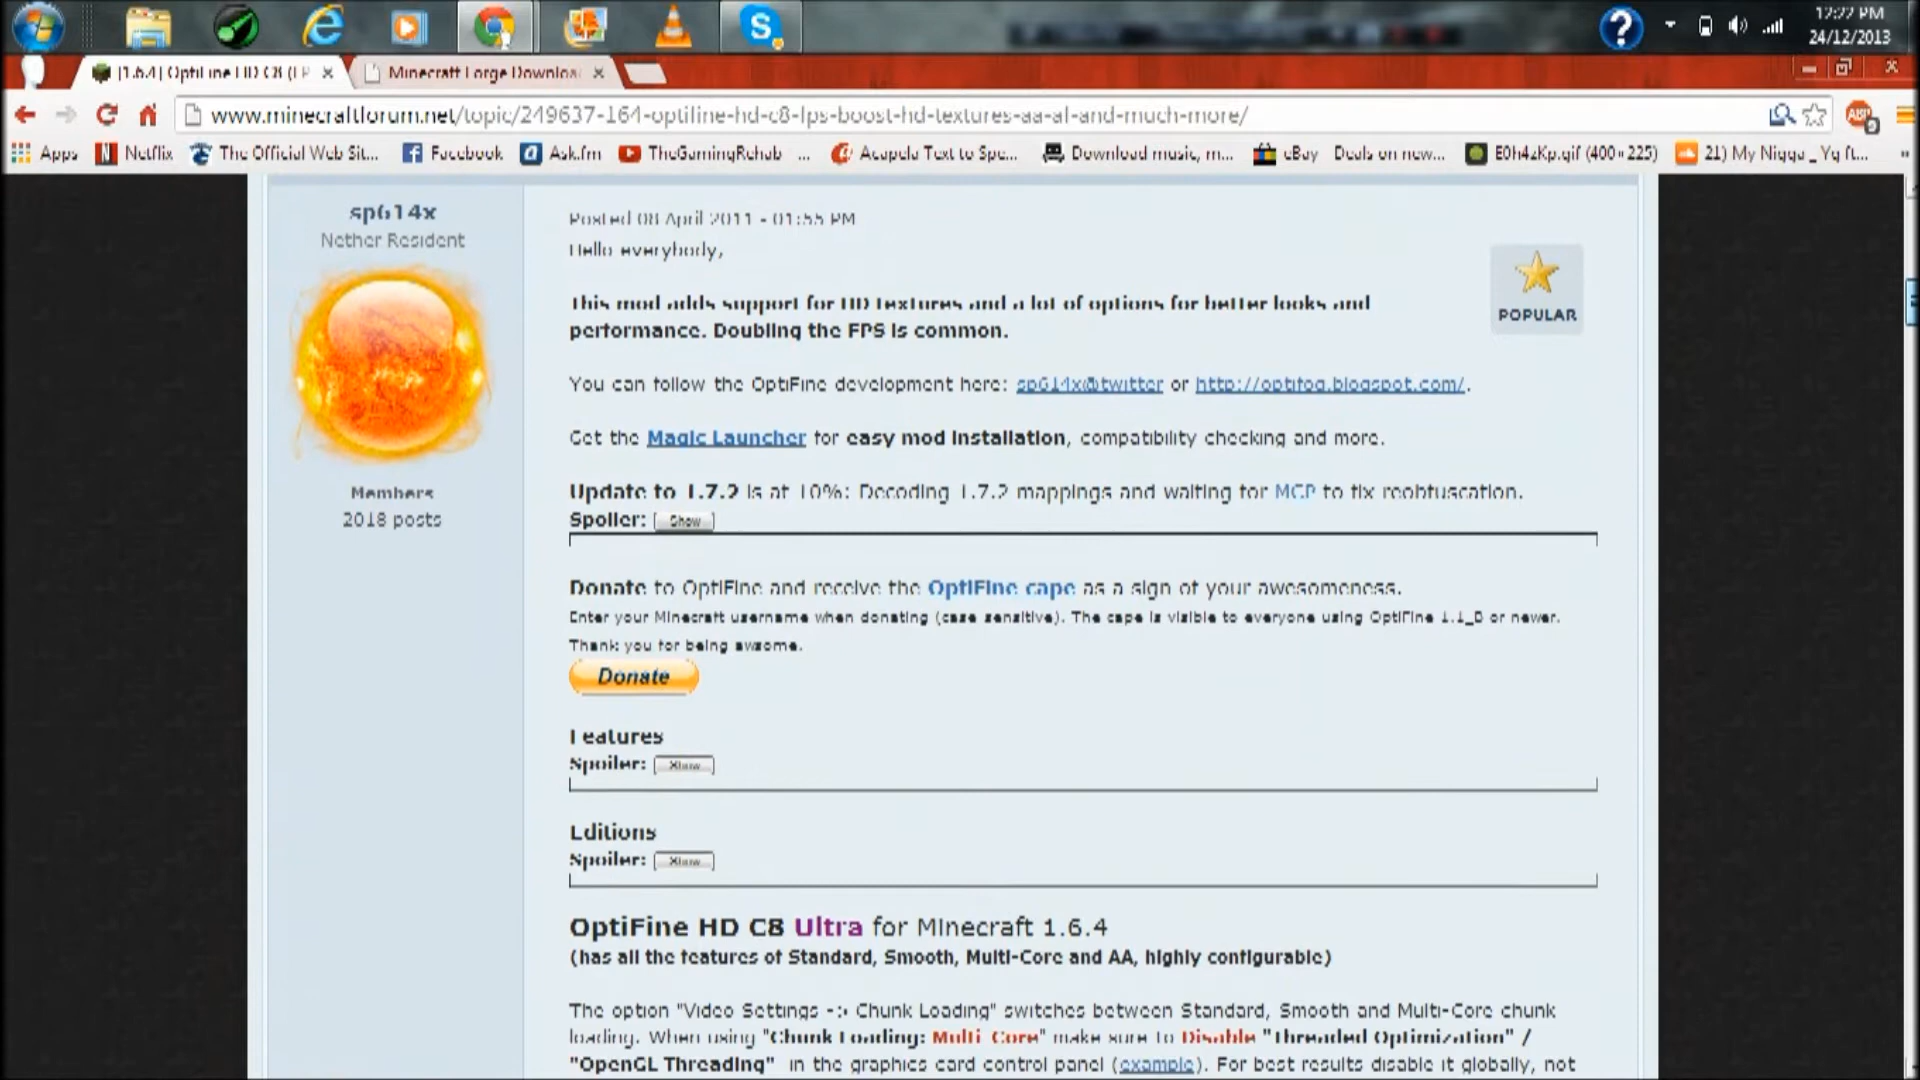 12:22 PM
24/12/2013
[1.6.4] OptiFine HD C8 (FP
Minecraft Forge Downloa
www.minecraftforum.net/topic/249637-164-optifine-hd-c8-fps-boost-hd-textures-aa-af-and-much-more/
ABP
Apps
Netflix
The Official Web Sit...
Facebook
Ask.fm
TheGamingRehab ...
Acapela Text to Spe...
Download music, m...
eBay
Deals on new...
E0h4zKp.gif (400×225)
21) My Nigga _ Yg ft...
sp614x
Nether Resident
Members
2018 posts
Posted 08 April 2011 - 01:55 PM
Hello everybody,
POPULAR
This mod adds support for HD textures and a lot of options for better looks and
performance. Doubling the FPS is common.
You can follow the OptiFine development here: sp614x@twitter or http://optifog.blogspot.com/.
Get the Magic Launcher for easy mod installation, compatibility checking and more.
Update to 1.7.2 is at 10%: Decoding 1.7.2 mappings and waiting for MCP to fix reobfuscation.
Spoiler: Show
Donate to OptiFine and receive the OptiFine cape as a sign of your awesomeness.
Enter your Minecraft username when donating (case sensitive). The cape is visible to everyone using OptiFine 1.1_D or newer.
Thank you for being awsome.
Donate
Features
Spoiler: Show
Editions
Spoiler: Show
OptiFine HD C8 Ultra for Minecraft 1.6.4
(has all the features of Standard, Smooth, Multi-Core and AA, highly configurable)
The option "Video Settings -> Chunk Loading" switches between Standard, Smooth and Multi-Core chunk
loading. When using "Chunk Loading: Multi-Core" make sure to Disable "Threaded Optimization" /
"OpenGL Threading" in the graphics card control panel (example). For best results disable it globally, not